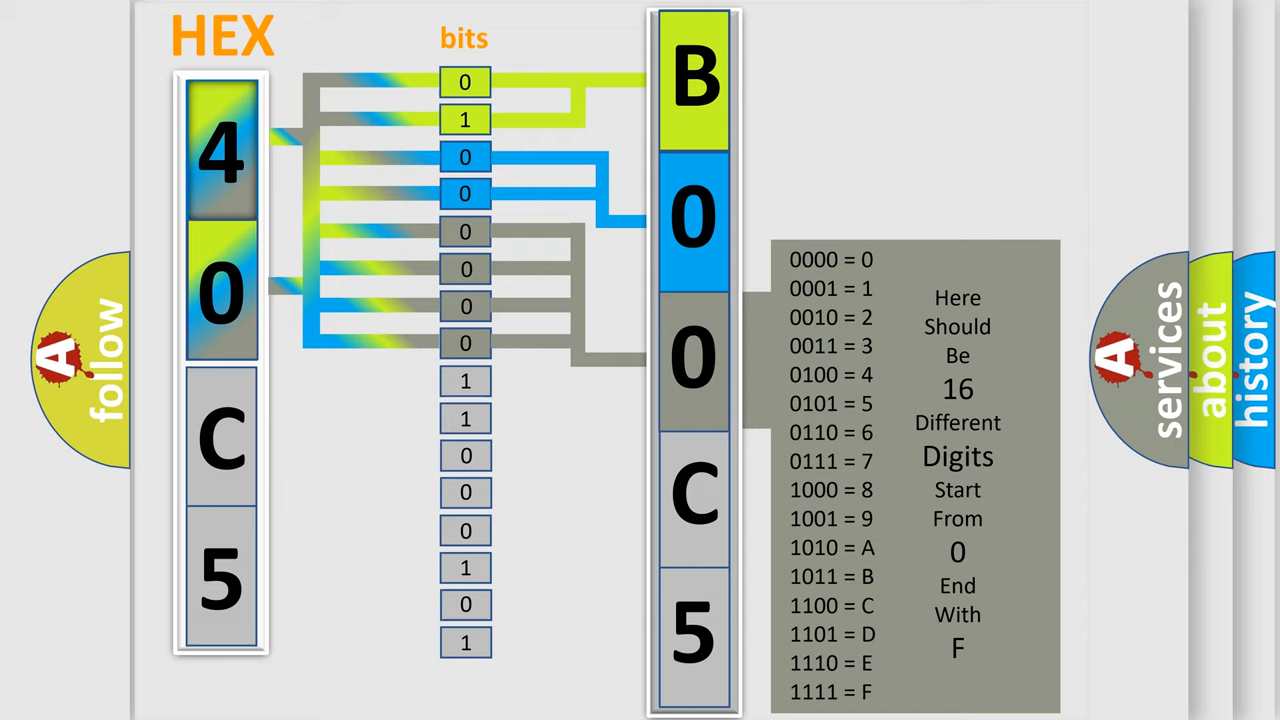 HEX
bits
4
0
C
5
0
1
0
0
0
0
0
0
1
1
0
0
0
1
0
1
B
0
0
C
5
0000 = 0
0001 = 1
0010 = 2
0011 = 3
0100 = 4
0101 = 5
0110 = 6
0111 = 7
1000 = 8
1001 = 9
1010 = A
1011 = B
1100 = C
1101 = D
1110 = E
1111 = F
Here
Should
Be
16
Different
Digits
Start
From
0
End
With
F
A
follow
A
services
about
history